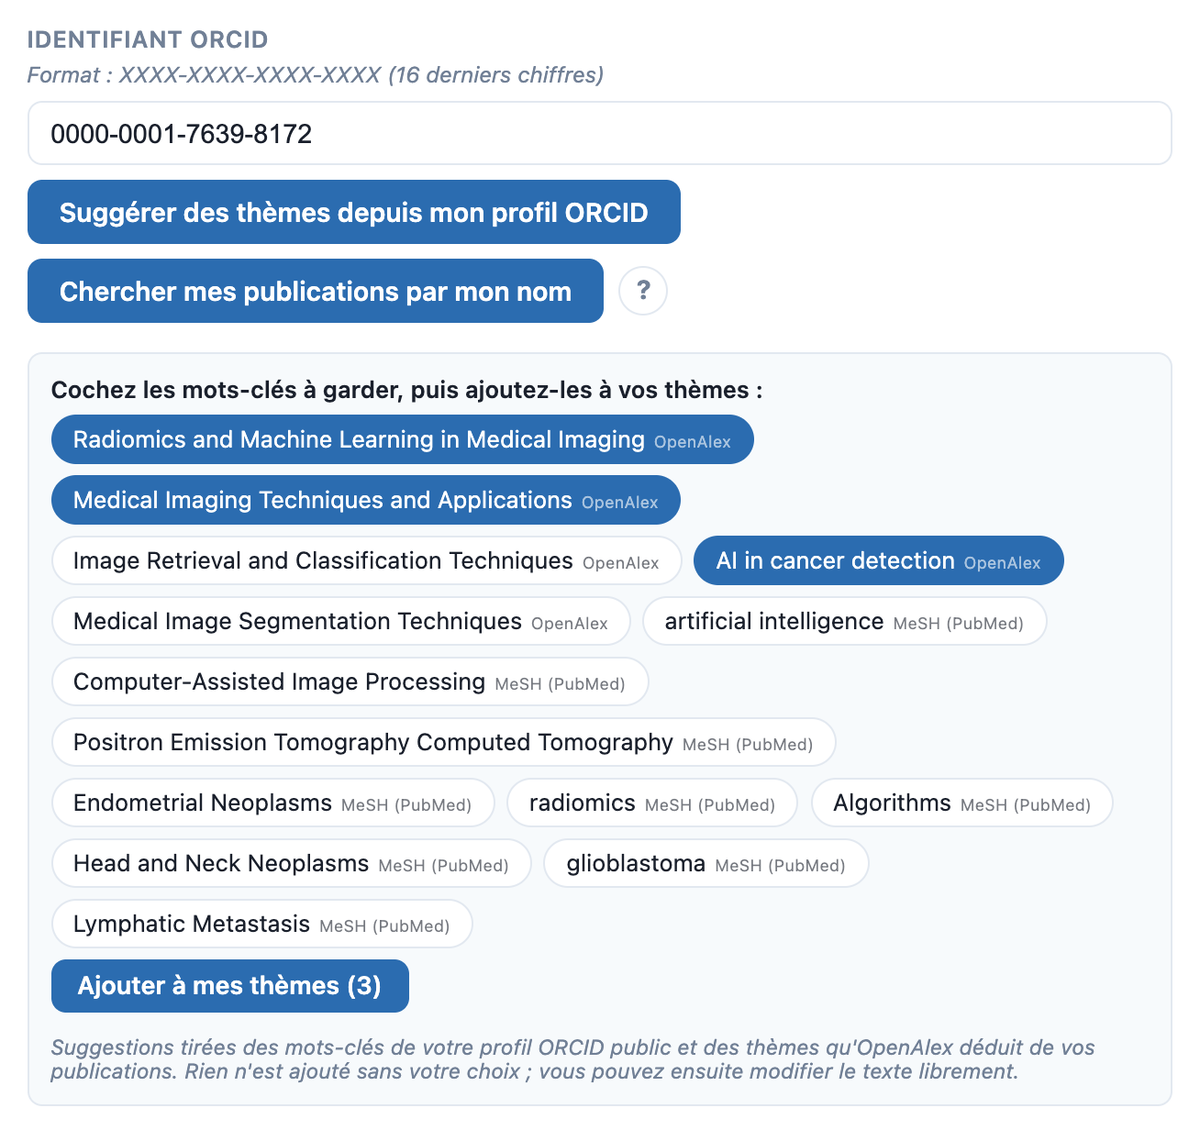 IDENTIFIANT ORCID
Format : XXXX-XXXX-XXXX-XXXX (16 derniers chiffres)
0000-0001-7639-8172
Suggérer des thèmes depuis mon profil ORCID
Chercher mes publications par mon nom ?
Cochez les mots-clés à garder, puis ajoutez-les à vos thèmes :
Radiomics and Machine Learning in Medical Imaging OpenAlex
Medical Imaging Techniques and Applications OpenAlex
Image Retrieval and Classification Techniques OpenAlex AI in cancer detection OpenAlex
Medical Image Segmentation Techniques OpenAlex artificial intelligence MeSH (PubMed)
Computer-Assisted Image Processing MeSH (PubMed)
Positron Emission Tomography Computed Tomography MeSH (PubMed)
Endometrial Neoplasms MeSH (PubMed) radiomics MeSH (PubMed) Algorithms MeSH (PubMed)
Head and Neck Neoplasms MeSH (PubMed) glioblastoma MeSH (PubMed)
Lymphatic Metastasis MeSH (PubMed)
Ajouter à mes thèmes (3)
Suggestions tirées des mots-clés de votre profil ORCID public et des thèmes qu'OpenAlex déduit de vos
publications. Rien n'est ajouté sans votre choix ; vous pouvez ensuite modifier le texte librement.